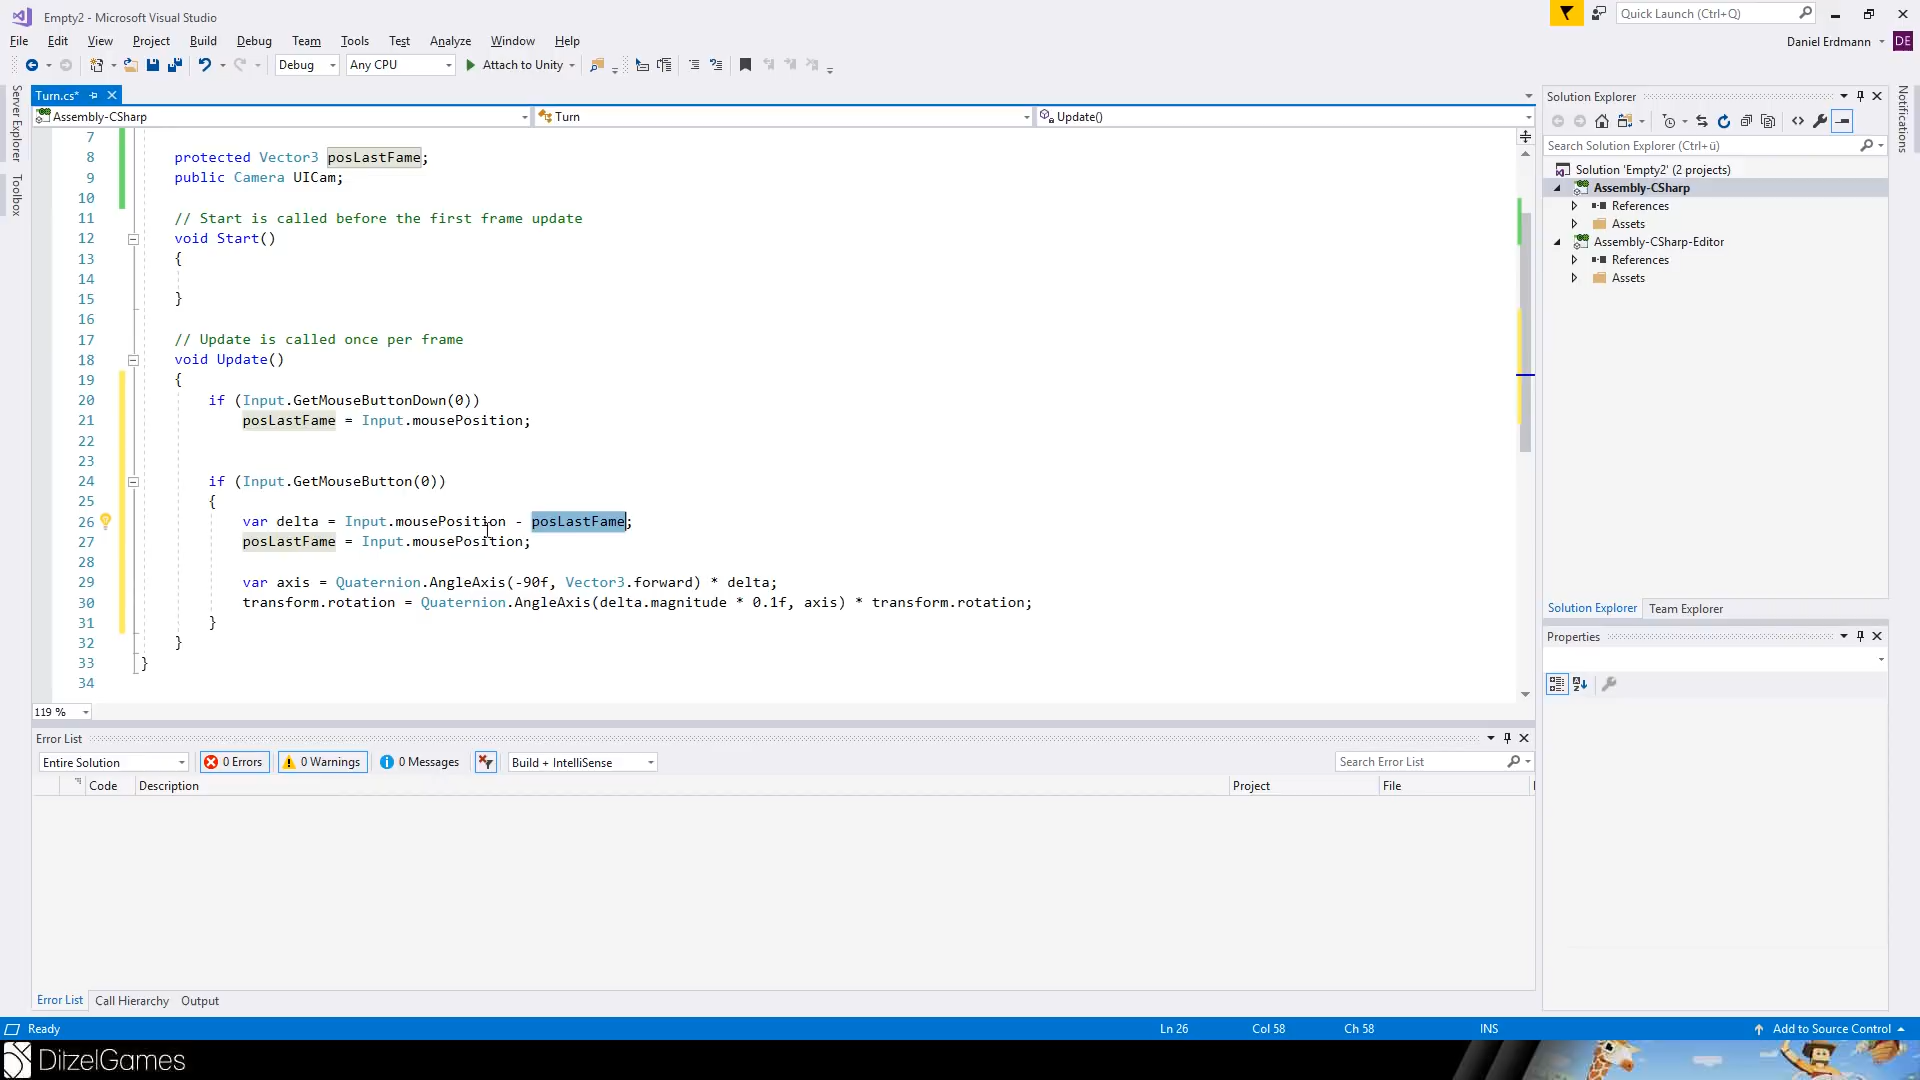 Empty2 - Microsoft Visual Studio
Quick Launch (Ctrl+Q)
File Edit View Project Build Debug Team Tools Test Analyze Window Help
Daniel Erdmann DE
Debug Any CPU Attach to Unity
Server Explorer
Toolbox
Notifications
Turn.cs*
Assembly-CSharp Turn Update()
7
8 protected Vector3 posLastFame;
9 public Camera UICam;
10
11 // Start is called before the first frame update
12 void Start()
13 {
14
15 }
16
17 // Update is called once per frame
18 void Update()
19 {
20 if (Input.GetMouseButtonDown(0))
21 posLastFame = Input.mousePosition;
22
23
24 if (Input.GetMouseButton(0))
25 {
26 var delta = Input.mousePosition - posLastFame;
27 posLastFame = Input.mousePosition;
28
29 var axis = Quaternion.AngleAxis(-90f, Vector3.forward) * delta;
30 transform.rotation = Quaternion.AngleAxis(delta.magnitude * 0.1f, axis) * transform.rotation;
31 }
32 }
33 }
34
119 %
Solution Explorer
Search Solution Explorer (Ctrl+ü)
Solution 'Empty2' (2 projects)
Assembly-CSharp
References
Assets
Assembly-CSharp-Editor
References
Assets
Solution Explorer Team Explorer
Properties
Error List
Entire Solution 0 Errors 0 Warnings 0 Messages Build + IntelliSense Search Error List
Code Description Project File
Error List Call Hierarchy Output
Ready Ln 26 Col 58 Ch 58 INS Add to Source Control
DitzelGames